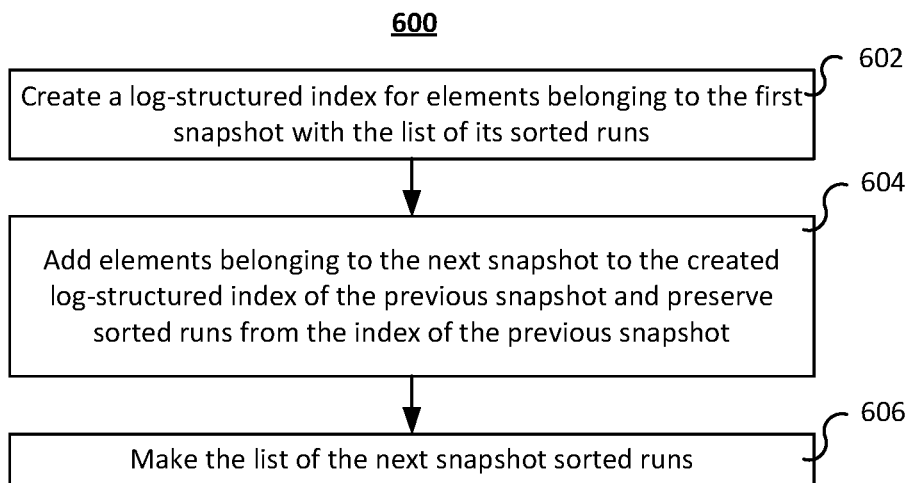 600
602
Create a log-structured index for elements belonging to the first
snapshot with the list of its sorted runs
604
Add elements belonging to the next snapshot to the created
log-structured index of the previous snapshot and preserve
sorted runs from the index of the previous snapshot
606
Make the list of the next snapshot sorted runs